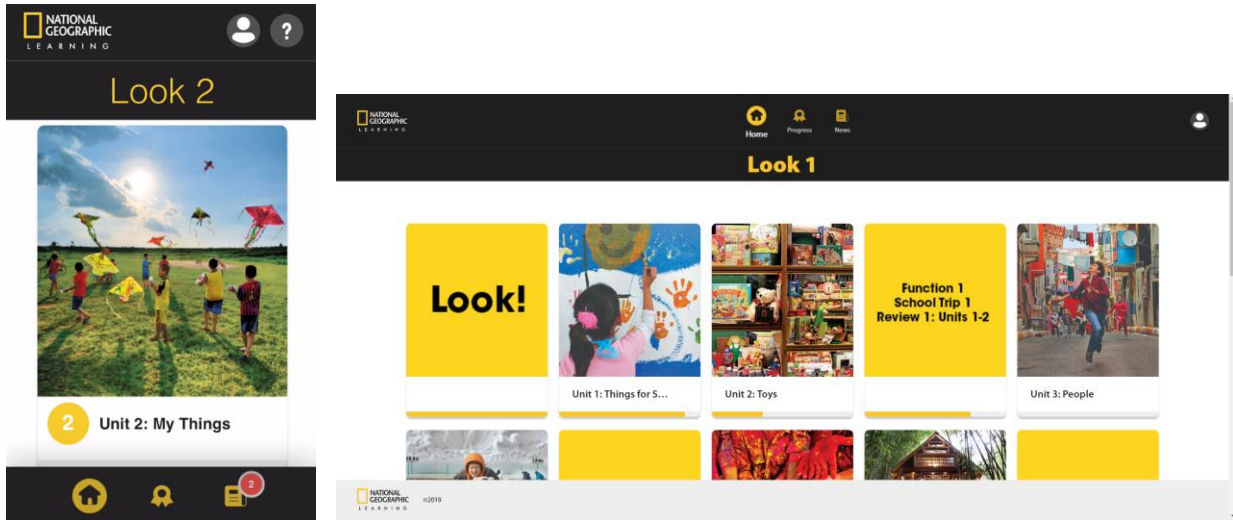 NATIONAL
GEOGRAPHIC
LEARNING
?
Look 2
2
Unit 2: My Things
2
NATIONAL
GEOGRAPHIC
LEARNING
Home
Progress
News
Look 1
Look!
Unit 1: Things for S...
Unit 2: Toys
Function 1
School Trip 1
Review 1: Units 1-2
Unit 3: People
NATIONAL
GEOGRAPHIC
LEARNING
©2019